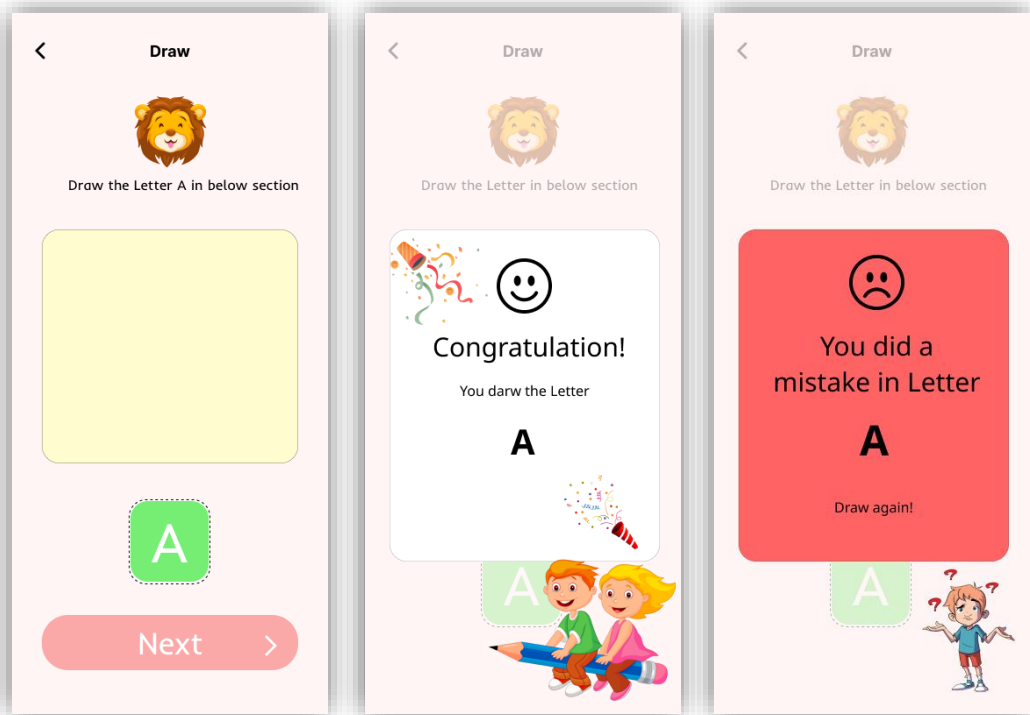 Draw
Draw the Letter A in below section
A
Next
Draw
Draw the Letter in below section
Congratulation!
You darw the Letter
A
A
Draw
Draw the Letter in below section
You did a
mistake in Letter
A
Draw again!
A
? ? ?